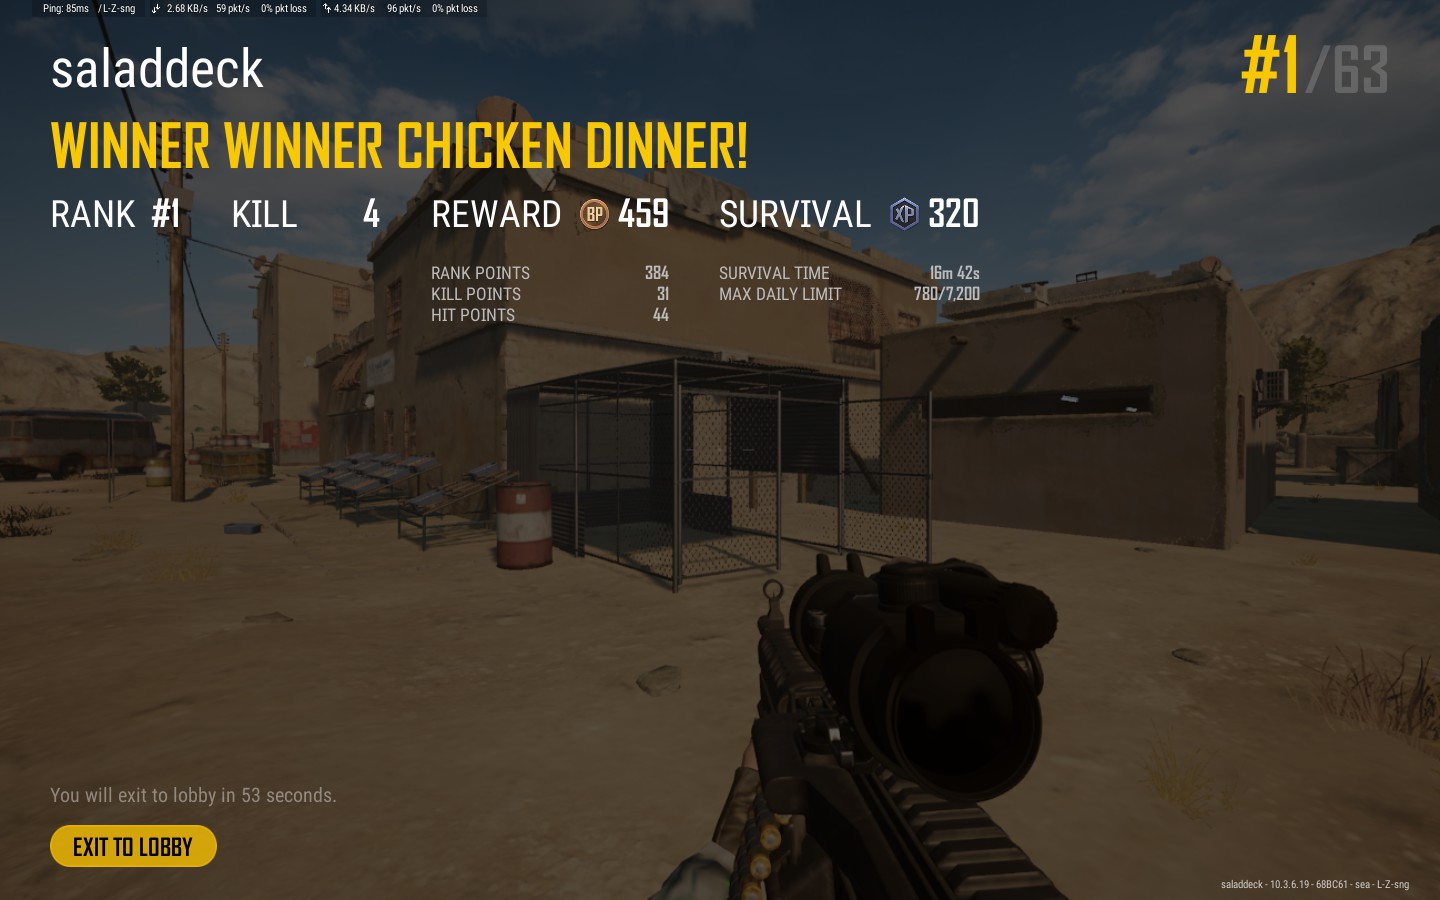 Ping: 85ms / L-Z-sng 2.68 KB/s 59 pkt/s 0% pkt loss 4.34 KB/s 96 pkt/s 0% pkt loss
saladdeck #1/63
WINNER WINNER CHICKEN DINNER!
RANK #1 KILL 4 REWARD BP 459 SURVIVAL XP 320
RANK POINTS 384 SURVIVAL TIME 16m 42s
KILL POINTS 31 MAX DAILY LIMIT 780/7,200
HIT POINTS 44
You will exit to lobby in 53 seconds.
EXIT TO LOBBY
saladdeck - 10.3.6.19 - 68BC61 - sea - L-Z-sng